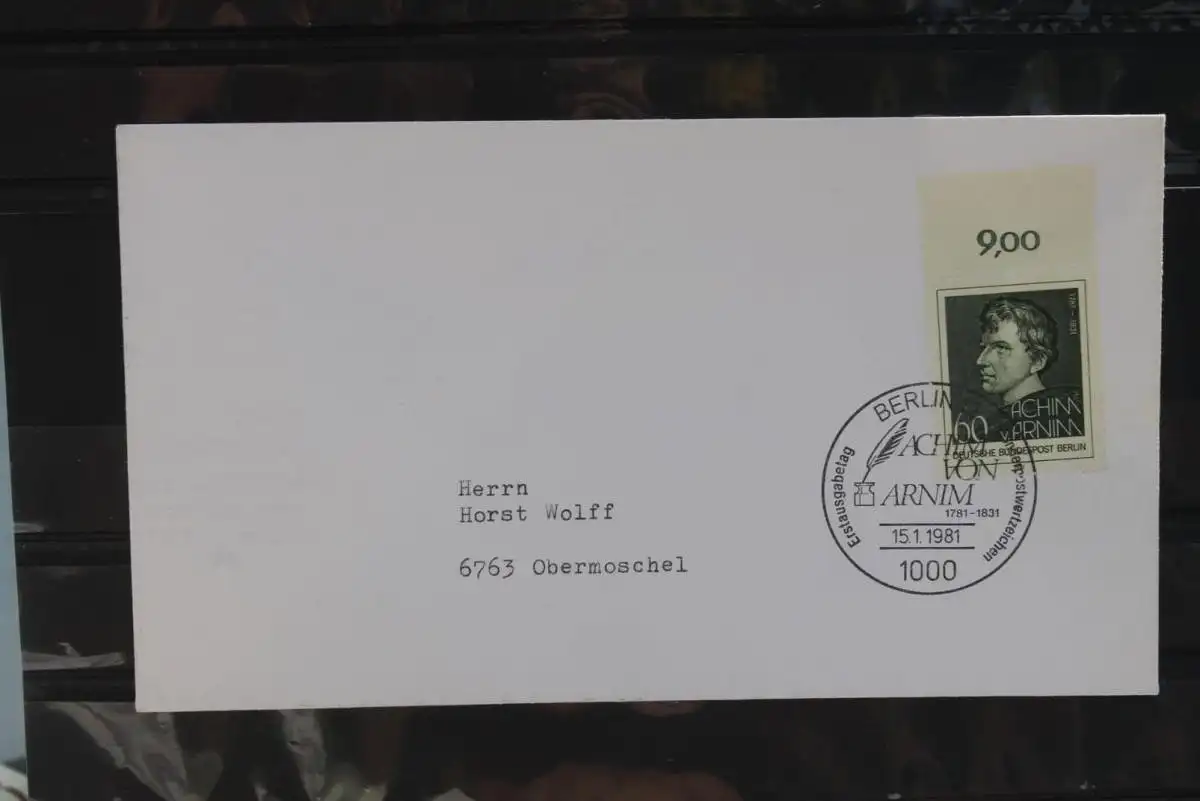 9,00
1781-1831
60
ACHIM
v. ARNIM
DEUTSCHE BUNDESPOST BERLIN
BERLIN
ACHIM
VON
ARNIM
1781-1831
Erstausgabetag
15.1.1981
1000
Herrn
Horst Wolff
6763 Obermoschel